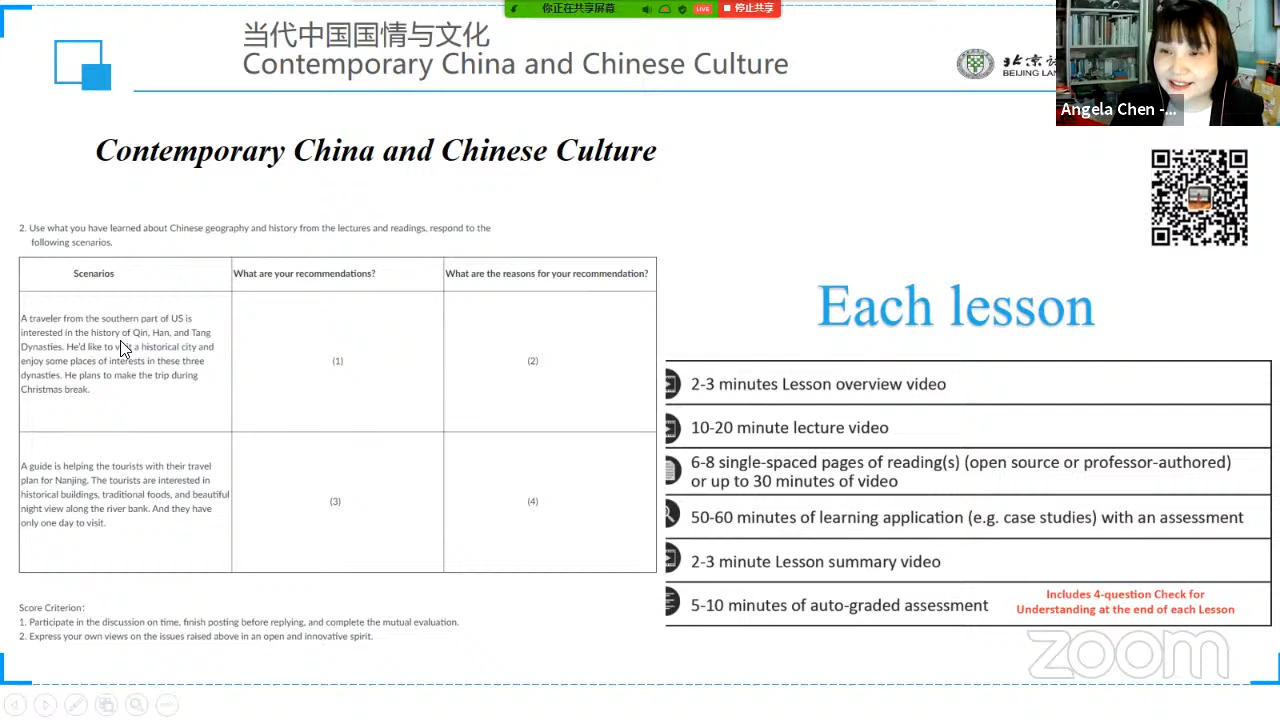 你正在共享屏幕
LIVE
停止共享
当代中国国情与文化
Contemporary China and Chinese Culture
BEIJING LAN
Angela Chen -...
Contemporary China and Chinese Culture
2. Use what you have learned about Chinese geography and history from the lectures and readings, respond to the
following scenarios.
Scenarios
What are your recommendations?
What are the reasons for your recommendation?
A traveler from the southern part of US is
interested in the history of Qin, Han, and Tang
Dynasties. He'd like to visit a historical city and
enjoy some places of interests in these three
dynasties. He plans to make the trip during
Christmas break.
(1)
(2)
A guide is helping the tourists with their travel
plan for Nanjing. The tourists are interested in
historical buildings, traditional foods, and beautiful
night view along the river bank. And they have
only one day to visit.
(3)
(4)
Score Criterion:
1. Participate in the discussion on time, finish posting before replying, and complete the mutual evaluation.
2. Express your own views on the issues raised above in an open and innovative spirit.
Each lesson
2-3 minutes Lesson overview video
10-20 minute lecture video
6-8 single-spaced pages of reading(s) (open source or professor-authored)
or up to 30 minutes of video
50-60 minutes of learning application (e.g. case studies) with an assessment
2-3 minute Lesson summary video
5-10 minutes of auto-graded assessment
Includes 4-question Check for
Understanding at the end of each Lesson
zoom